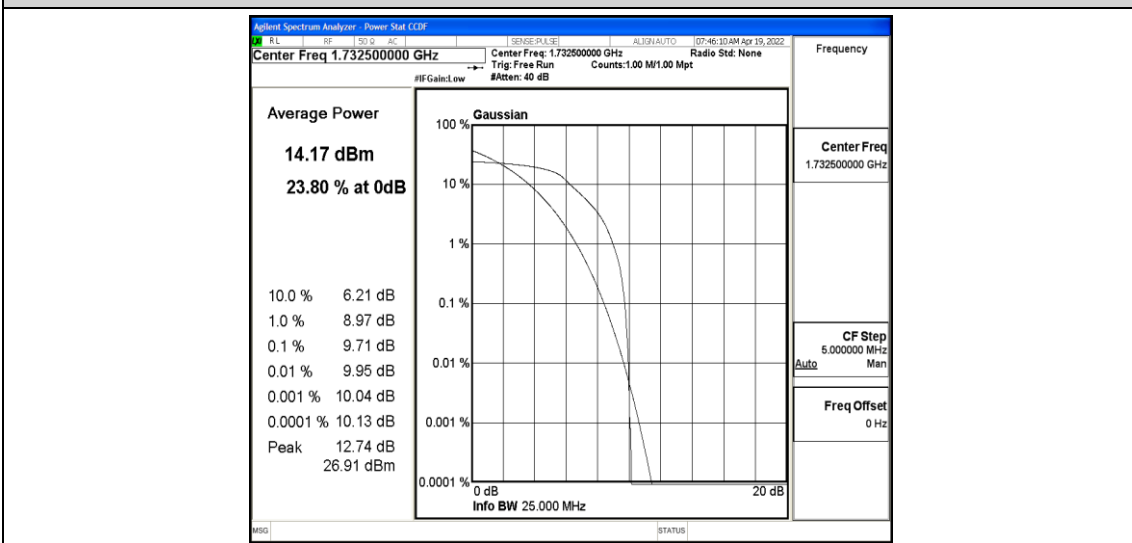 Agilent Spectrum Analyzer - Power Stat CCDF
RL RF 50 Ω AC SENSE:PULSE ALIGN AUTO 07:46:10 AM Apr 19, 2022
Center Freq 1.732500000 GHz
Center Freq: 1.732500000 GHz Radio Std: None
Trig: Free Run Counts:1.00 M/1.00 Mpt
#IFGain:Low #Atten: 40 dB
Frequency
Average Power
14.17 dBm
23.80 % at 0dB
10.0 % 6.21 dB
1.0 % 8.97 dB
0.1 % 9.71 dB
0.01 % 9.95 dB
0.001 % 10.04 dB
0.0001 % 10.13 dB
Peak 12.74 dB
26.91 dBm
Gaussian
100 %
10 %
1 %
0.1 %
0.01 %
0.001 %
0.0001 %
0 dB 20 dB
Info BW 25.000 MHz
Center Freq
1.732500000 GHz
CF Step
5.000000 MHz
Auto Man
Freq Offset
0 Hz
MSG STATUS